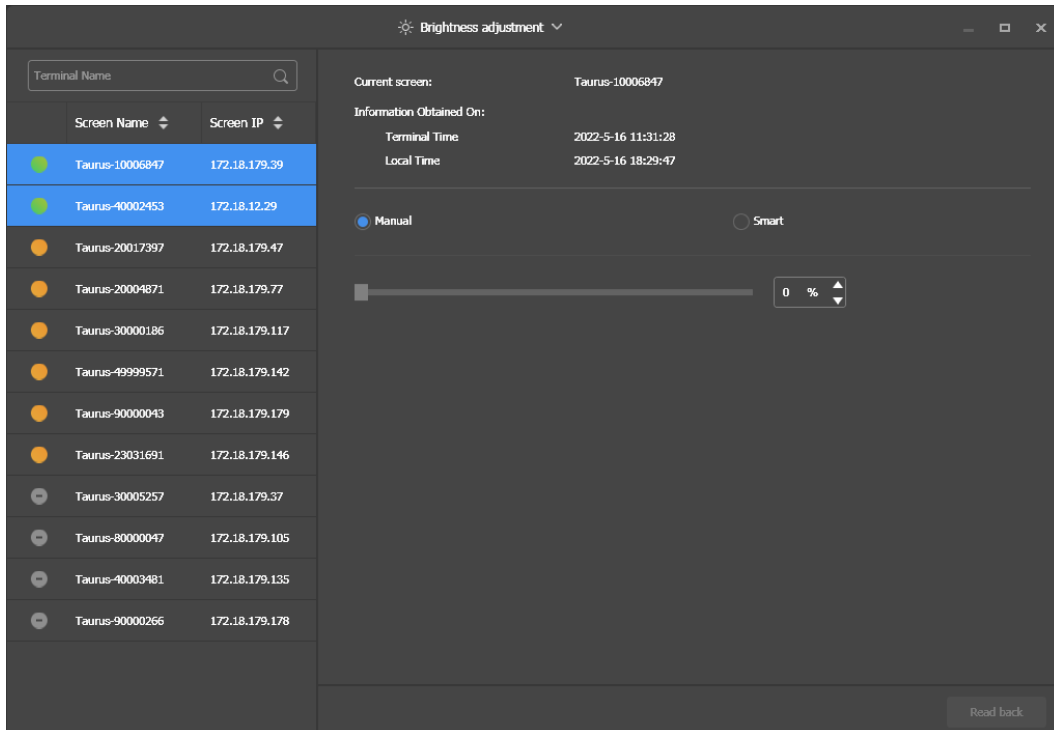 Brightness adjustment
Terminal Name
Screen Name Screen IP
Taurus-10006847 172.18.179.39
Taurus-40002453 172.18.12.29
Taurus-20017397 172.18.179.47
Taurus-20004871 172.18.179.77
Taurus-30000186 172.18.179.117
Taurus-49999571 172.18.179.142
Taurus-90000043 172.18.179.179
Taurus-23031691 172.18.179.146
Taurus-30005257 172.18.179.37
Taurus-80000047 172.18.179.105
Taurus-40003481 172.18.179.135
Taurus-90000266 172.18.179.178
Current screen: Taurus-10006847
Information Obtained On:
Terminal Time 2022-5-16 11:31:28
Local Time 2022-5-16 18:29:47
Manual Smart
0 %
Read back